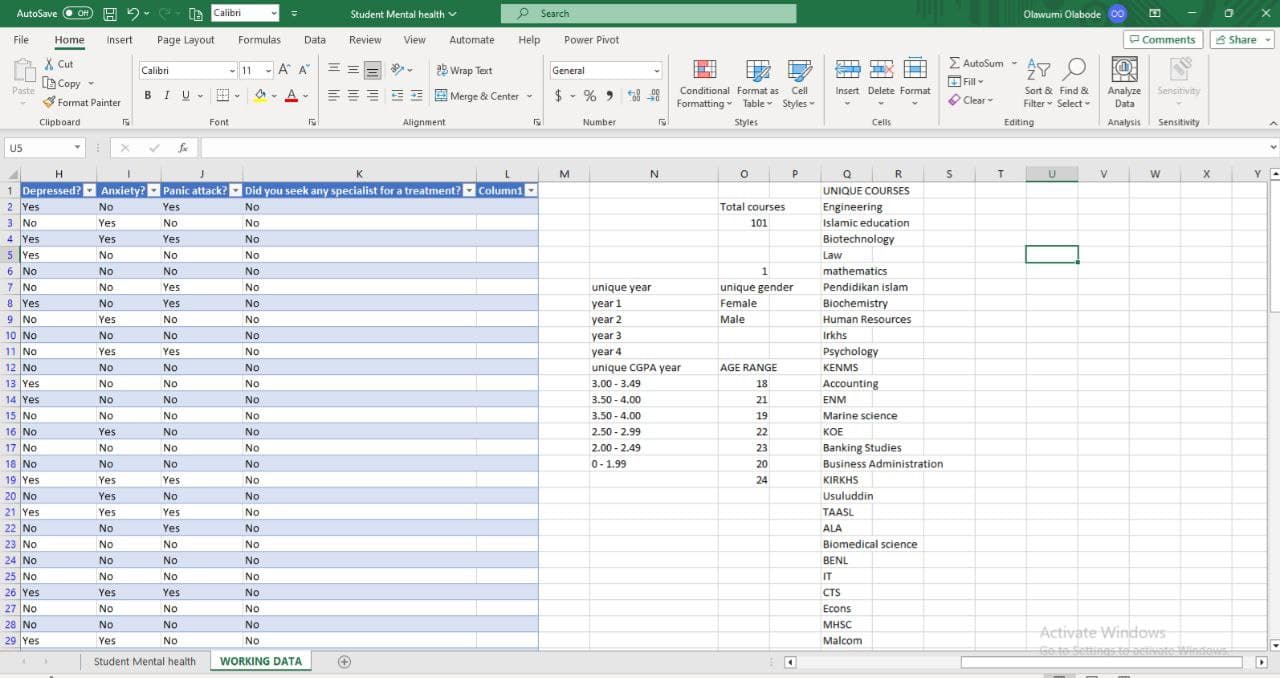 AutoSave Off Calibri Student Mental health Search Olawumi Olabode OO
File Home Insert Page Layout Formulas Data Review View Automate Help Power Pivot Comments Share
Paste Cut Copy Format Painter Clipboard
Calibri 11 A A B I U A Font
Wrap Text Merge & Center Alignment
General $ % , Number
Conditional Formatting Format as Table Cell Styles Styles
Insert Delete Format Cells
AutoSum Fill Clear Sort & Filter Find & Select Editing
Analyze Data Analysis
Sensitivity Sensitivity
U5 fx
H I J K L M N O P Q R S T U V W X Y
1 Depressed? Anxiety? Panic attack? Did you seek any specialist for a treatment? Column1 UNIQUE COURSES
2 Yes No Yes No Total courses Engineering
3 No Yes No No 101 Islamic education
4 Yes Yes Yes No Biotechnology
5 Yes No No No Law
6 No No No No 1 mathematics
7 No No Yes No unique year unique gender Pendidikan islam
8 Yes No Yes No year 1 Female Biochemistry
9 No Yes No No year 2 Male Human Resources
10 No No No No year 3 Irkhs
11 No Yes Yes No year 4 Psychology
12 No No No No unique CGPA year AGE RANGE KENMS
13 Yes No No No 3.00 - 3.49 18 Accounting
14 Yes No No No 3.50 - 4.00 21 ENM
15 No No No No 3.50 - 4.00 19 Marine science
16 No Yes No No 2.50 - 2.99 22 KOE
17 No No No No 2.00 - 2.49 23 Banking Studies
18 No No No No 0 - 1.99 20 Business Administration
19 Yes Yes Yes No 24 KIRKHS
20 No Yes No No Usuluddin
21 Yes Yes Yes No TAASL
22 No No Yes No ALA
23 No No No No Biomedical science
24 No No No No BENL
25 No No No No IT
26 Yes Yes Yes No CTS
27 No No No No Econs
28 No No No No MHSC
29 Yes Yes No No Malcom
Activate Windows
Go to Settings to activate Windows.
Student Mental health WORKING DATA